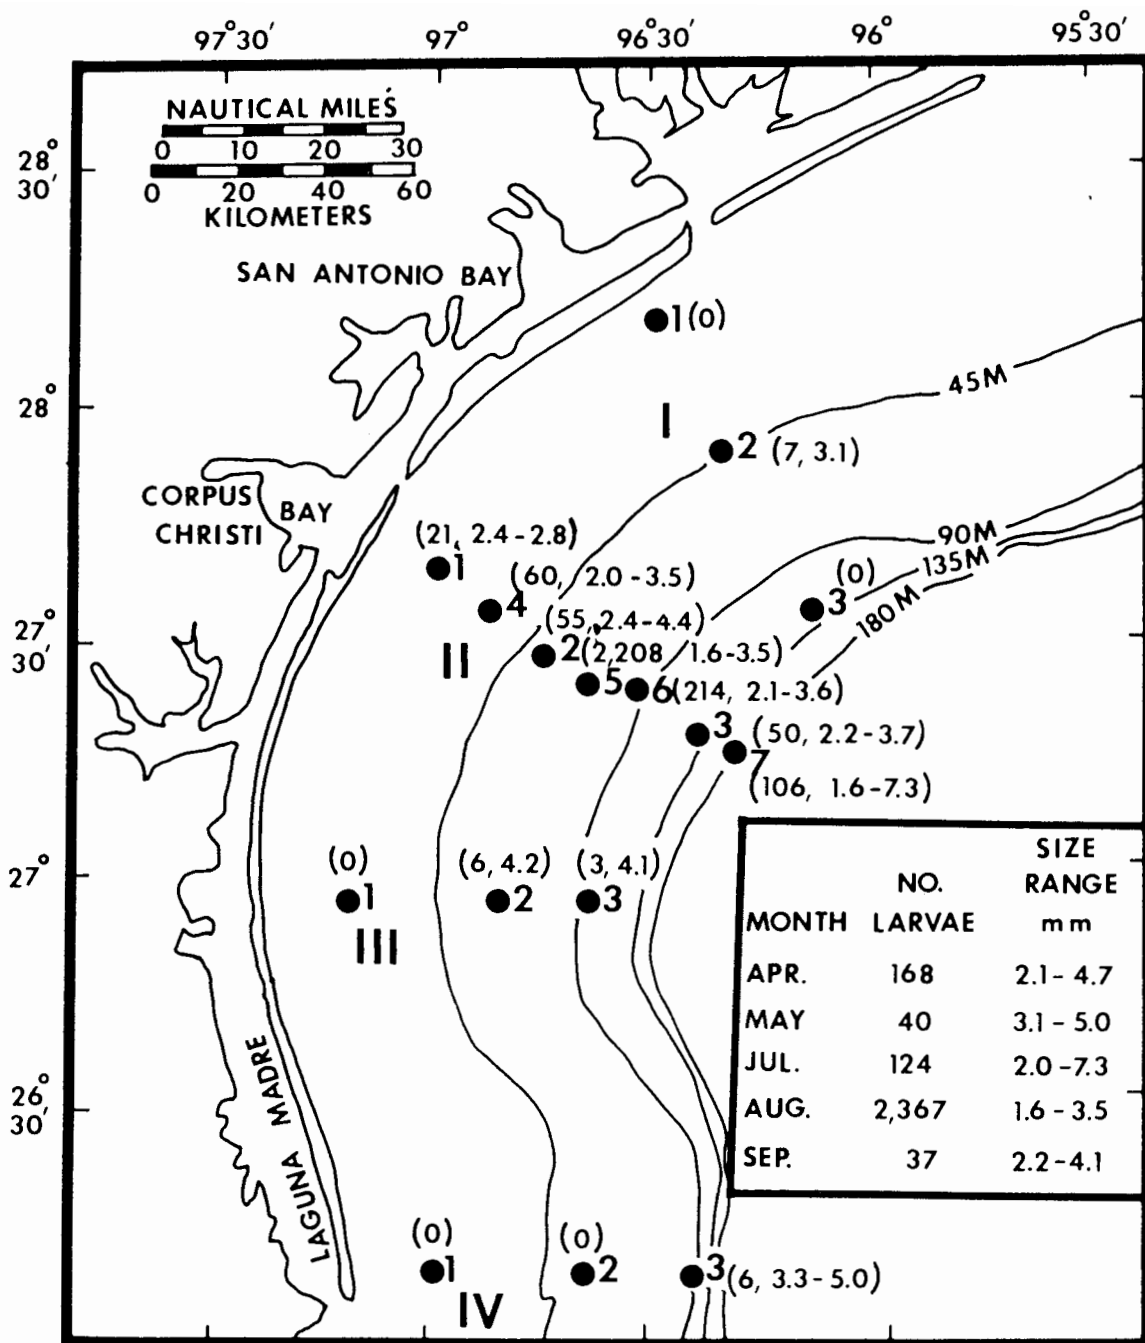 97° 30' 97° 96° 30' 96° 95° 30'
NAUTICAL MILES
0 10 20 30
0 20 40 60
KILOMETERS
28° 30'
SAN ANTONIO BAY
1 (0)
45M
28°
I
2 (7, 3.1)
CORPUS CHRISTI BAY
90M
135M
180M
(21, 2.4-2.8)
1
(60, 2.0-3.5)
4
(0)
3
27° 30'
(55, 2.4-4.4)
2
II
(2,208 1.6-3.5)
5
6 (214, 2.1-3.6)
3
(50, 2.2-3.7)
7
(106, 1.6-7.3)
27°
(0)
1
(6, 4.2)
2
(3, 4.1)
3
III
SIZE
NO. RANGE
MONTH LARVAE mm
APR. 168 2.1-4.7
MAY 40 3.1-5.0
JUL. 124 2.0-7.3
AUG. 2,367 1.6-3.5
SEP. 37 2.2-4.1
26° 30'
LAGUNA MADRE
(0)
1
(0)
2
3 (6, 3.3-5.0)
IV